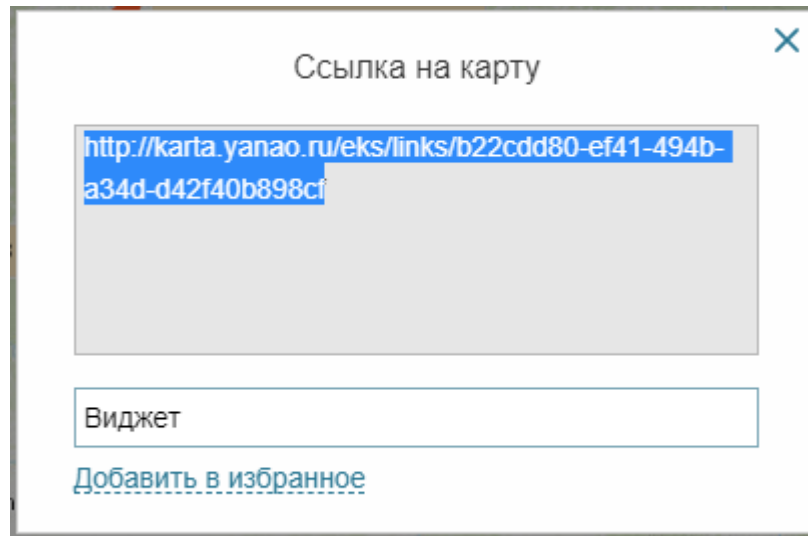 Ссылка на карту
http://karta.yanao.ru/eks/links/b22cdd80-ef41-494b-
a34d-d42f40b898cf
Виджет
Добавить в избранное